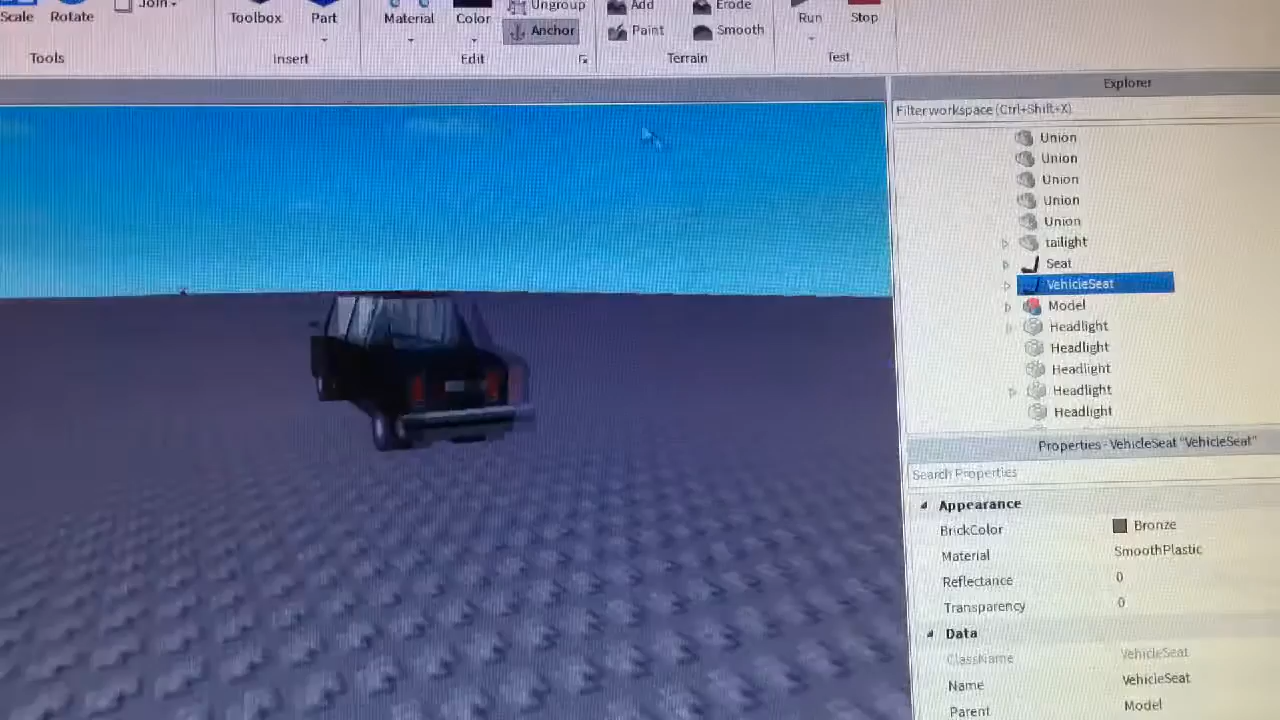 Scale Rotate
Join
Toolbox
Part
Material
Color
Ungroup
Anchor
Add
Paint
Erode
Smooth
Run
Stop
Tools
Insert
Edit
Terrain
Test
Explorer
Filter workspace (Ctrl+Shift+X)
Union
Union
Union
Union
Union
tailight
Seat
VehicleSeat
Model
Headlight
Headlight
Headlight
Headlight
Headlight
Properties - VehicleSeat "VehicleSeat"
Search Properties
Appearance
BrickColor Bronze
Material SmoothPlastic
Reflectance 0
Transparency 0
Data
ClassName VehicleSeat
Name VehicleSeat
Parent Model